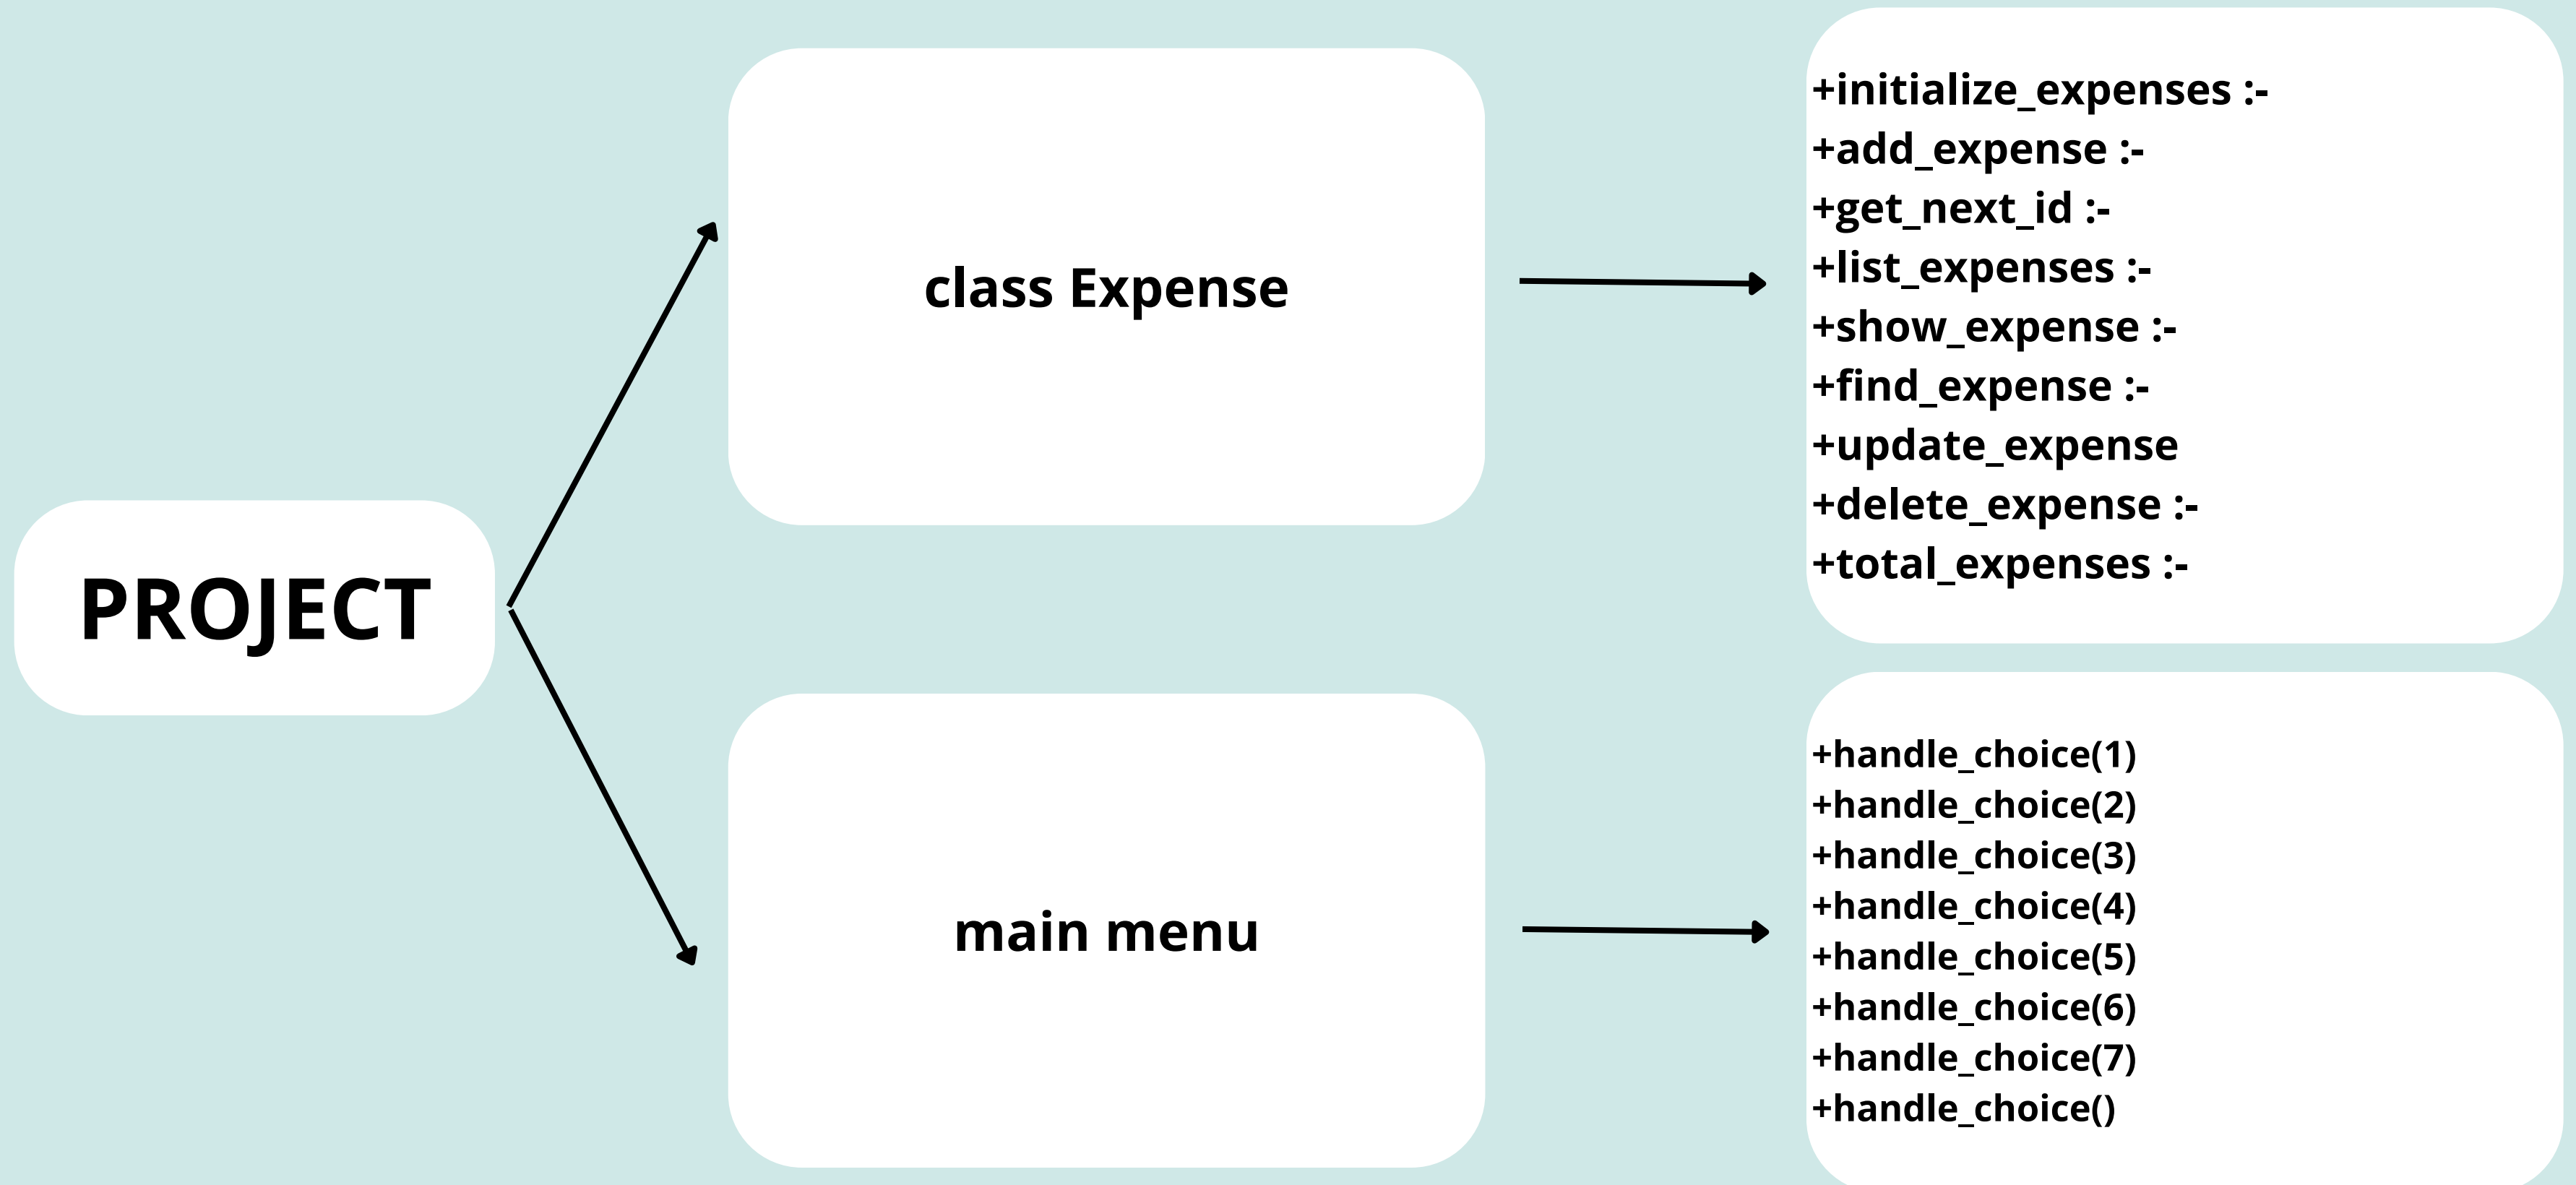 PROJECT
class Expense
+initialize_expenses :-
+add_expense :-
+get_next_id :-
+list_expenses :-
+show_expense :-
+find_expense :-
+update_expense
+delete_expense :-
+total_expenses :-
main menu
+handle_choice(1)
+handle_choice(2)
+handle_choice(3)
+handle_choice(4)
+handle_choice(5)
+handle_choice(6)
+handle_choice(7)
+handle_choice()